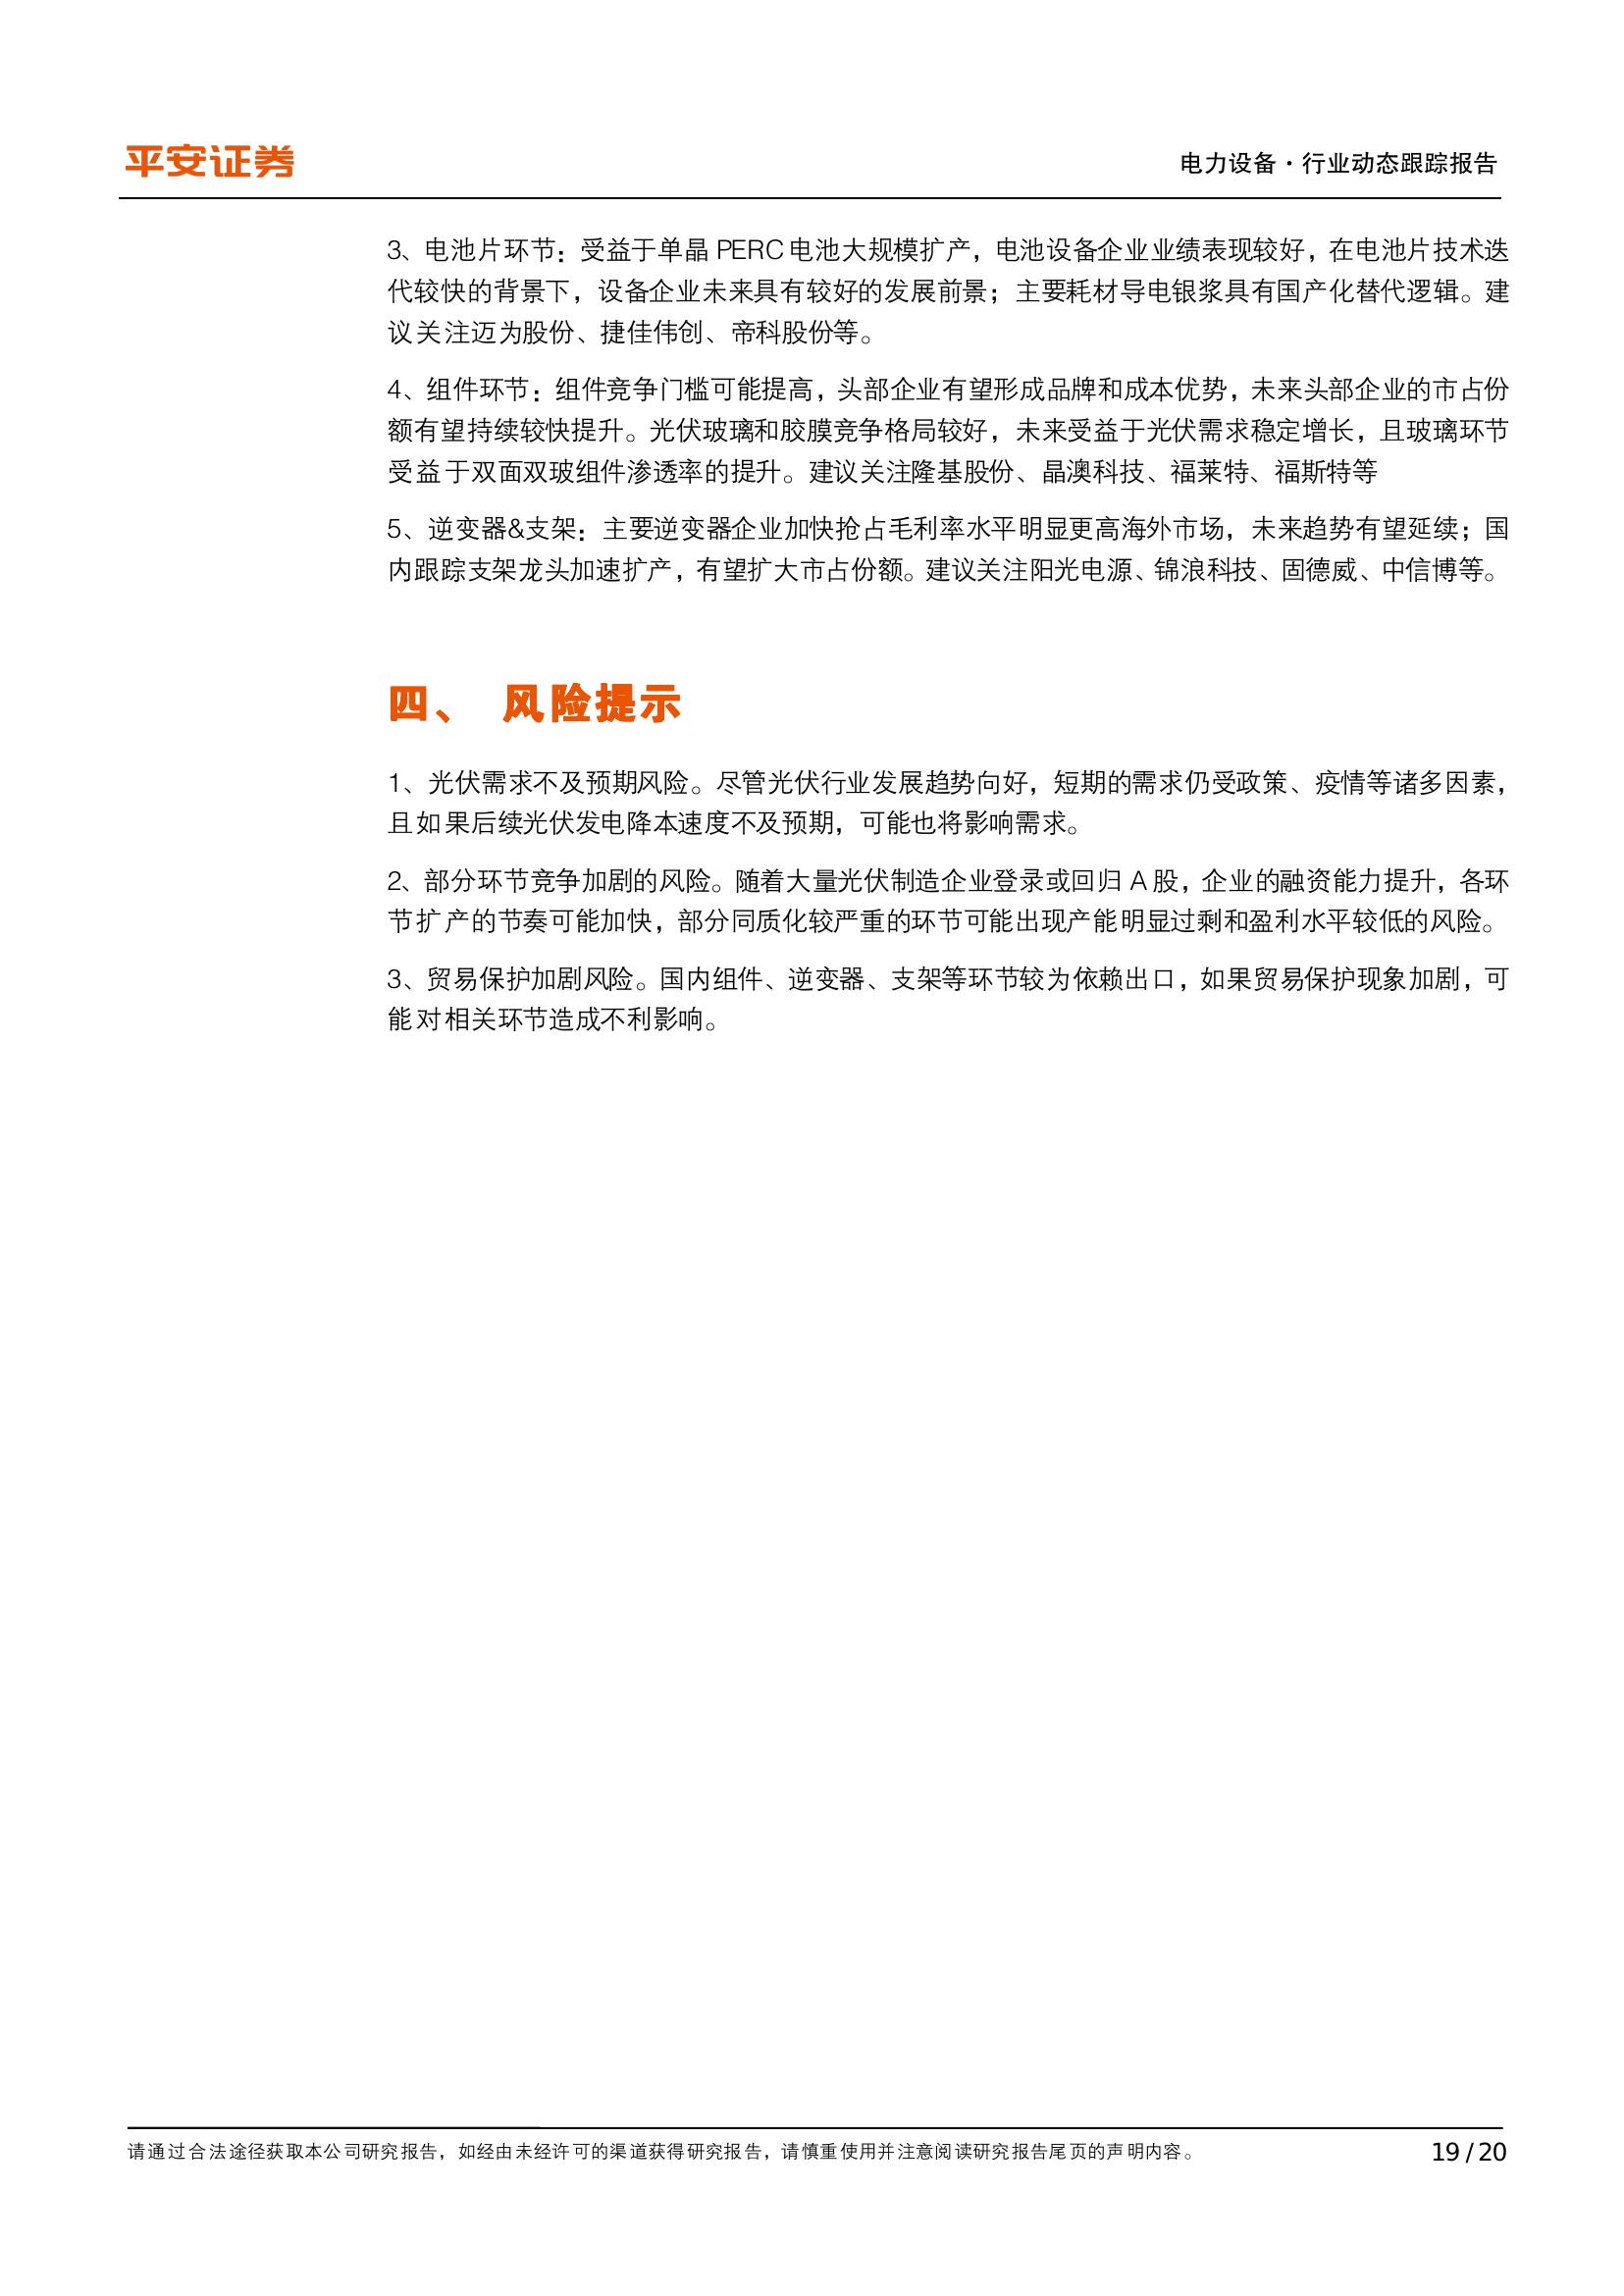 平安证券
电力设备·行业动态跟踪报告
3、电池片环节：受益于单晶 PERC 电池大规模扩产，电池设备企业业绩表现较好，在电池片技术迭
代较快的背景下，设备企业未来具有较好的发展前景；主要耗材导电银浆具有国产化替代逻辑。建
议关注迈为股份、捷佳伟创、帝科股份等。
4、组件环节：组件竞争门槛可能提高，头部企业有望形成品牌和成本优势，未来头部企业的市占份
额有望持续较快提升。光伏玻璃和胶膜竞争格局较好，未来受益于光伏需求稳定增长，且玻璃环节
受益于双面双玻组件渗透率的提升。建议关注隆基股份、晶澳科技、福莱特、福斯特等
5、逆变器&支架：主要逆变器企业加快抢占毛利率水平明显更高海外市场，未来趋势有望延续；国
内跟踪支架龙头加速扩产，有望扩大市占份额。建议关注阳光电源、锦浪科技、固德威、中信博等。
四、 风险提示
1、光伏需求不及预期风险。尽管光伏行业发展趋势向好，短期的需求仍受政策、疫情等诸多因素，
且如果后续光伏发电降本速度不及预期，可能也将影响需求。
2、部分环节竞争加剧的风险。随着大量光伏制造企业登录或回归 A 股，企业的融资能力提升，各环
节扩产的节奏可能加快，部分同质化较严重的环节可能出现产能明显过剩和盈利水平较低的风险。
3、贸易保护加剧风险。国内组件、逆变器、支架等环节较为依赖出口，如果贸易保护现象加剧，可
能对相关环节造成不利影响。
请通过合法途径获取本公司研究报告，如经由未经许可的渠道获得研究报告，请慎重使用并注意阅读研究报告尾页的声明内容。
19 / 20